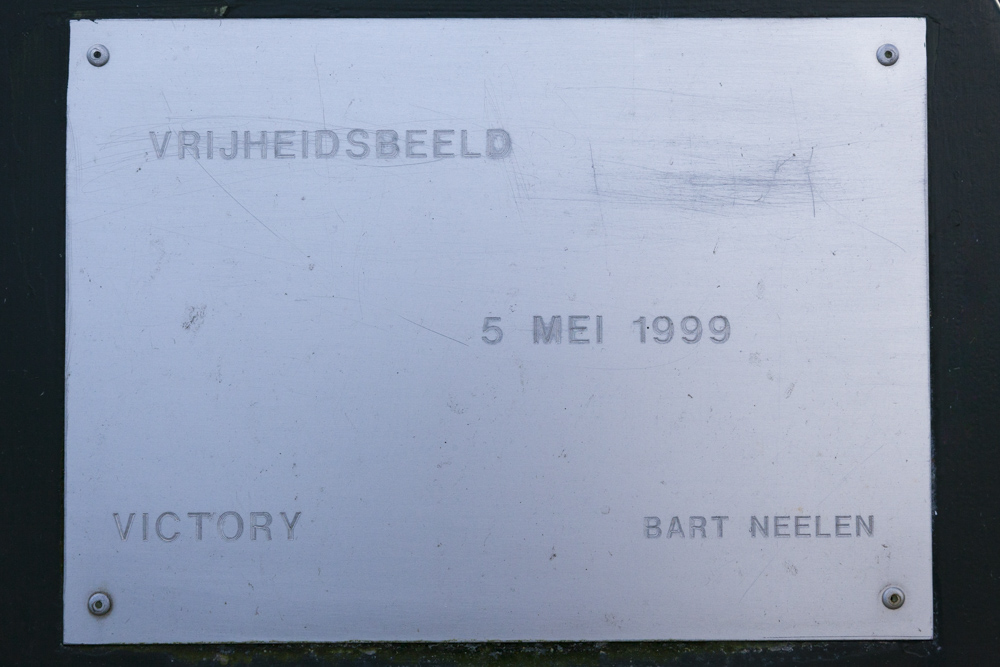 VRIJHEIDSBEELD
5 MEI 1999
VICTORY
BART NEELEN